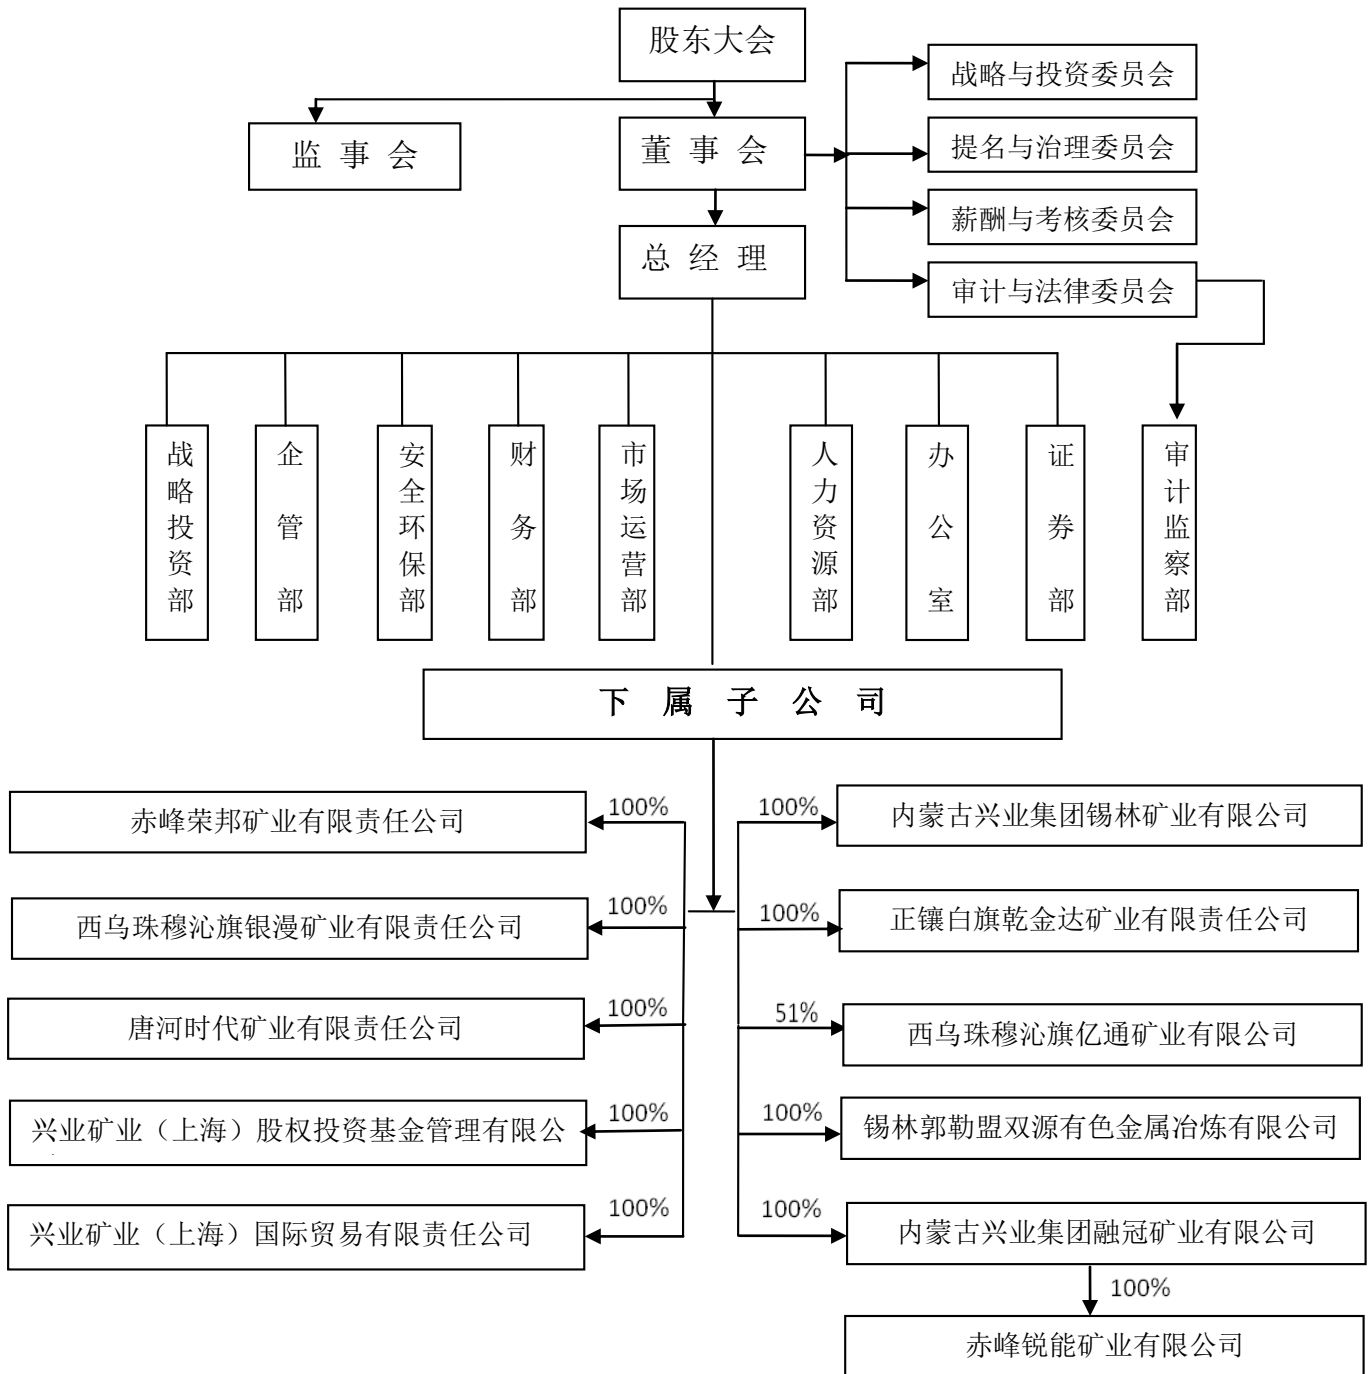 股东大会
战略与投资委员会
监 事 会
董 事 会
提名与治理委员会
薪酬与考核委员会
总 经 理
审计与法律委员会
战略投资部
企管部
安全环保部
财务部
市场运营部
人力资源部
办公室
证券部
审计监察部
下 属 子 公 司
赤峰荣邦矿业有限责任公司
100%
100%
内蒙古兴业集团锡林矿业有限公司
西乌珠穆沁旗银漫矿业有限责任公司
100%
100%
正镶白旗乾金达矿业有限责任公司
唐河时代矿业有限责任公司
100%
51%
西乌珠穆沁旗亿通矿业有限公司
兴业矿业（上海）股权投资基金管理有限公
100%
100%
锡林郭勒盟双源有色金属冶炼有限公司
兴业矿业（上海）国际贸易有限责任公司
100%
100%
内蒙古兴业集团融冠矿业有限公司
100%
赤峰锐能矿业有限公司